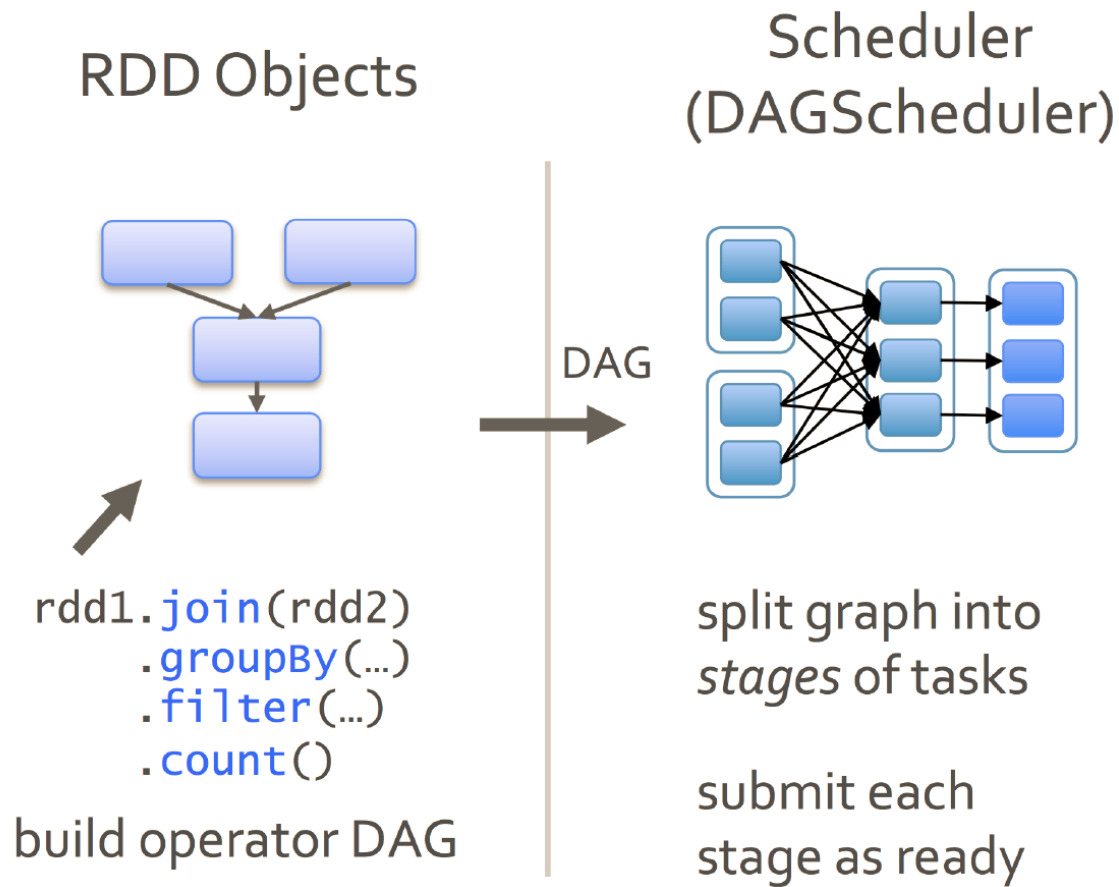 RDD Objects
rdd1.join(rdd2)
.groupBy(…)
.filter(…)
.count()
build operator DAG
DAG
Scheduler
(DAGScheduler)
split graph into
stages of tasks
submit each
stage as ready